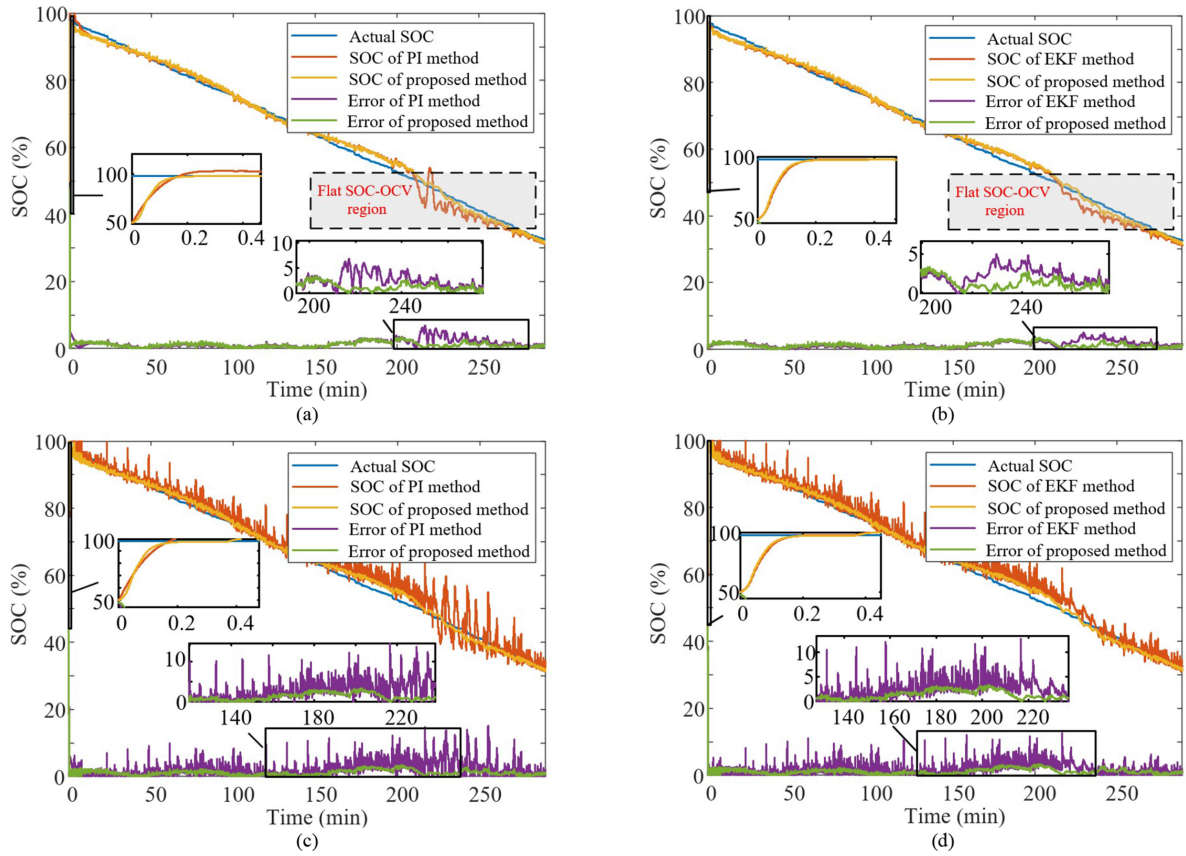 SOC (%)
100
80
60
40
20
0
Actual SOC
SOC of PI method
SOC of proposed method
Error of PI method
Error of proposed method
100
50
0 0.2 0.4
Flat SOC-OCV
region
10
5
0
200 240
0 50 100 150 200 250
Time (min)
(a)
SOC (%)
100
80
60
40
20
0
Actual SOC
SOC of EKF method
SOC of proposed method
Error of EKF method
Error of proposed method
100
50
0 0.2 0.4
Flat SOC-OCV
region
5
0
200 240
0 50 100 150 200 250
Time (min)
(b)
SOC (%)
100
80
60
40
20
0
Actual SOC
SOC of PI method
SOC of proposed method
Error of PI method
Error of proposed method
100
50
0 0.2 0.4
10
0
140 180 220
0 50 100 150 200 250
Time (min)
(c)
SOC (%)
100
80
60
40
20
0
Actual SOC
SOC of EKF method
SOC of proposed method
Error of EKF method
Error of proposed method
100
50
0 0.2 0.4
10
5
0
140 160 180 200 220
0 50 100 150 200 250
Time (min)
(d)